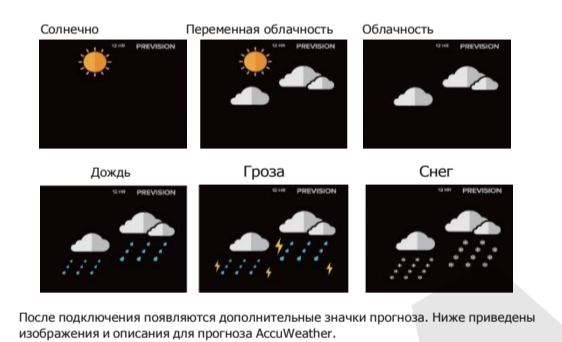 Солнечно Переменная облачность Облачность
12 HR PREVISION 12 HR PREVISION 12 HR PREVISION
Дождь Гроза Снег
12 HR PREVISION 12 HR PREVISION 12 HR PREVISION
После подключения появляются дополнительные значки прогноза. Ниже приведены
изображения и описания для прогноза AccuWeather.